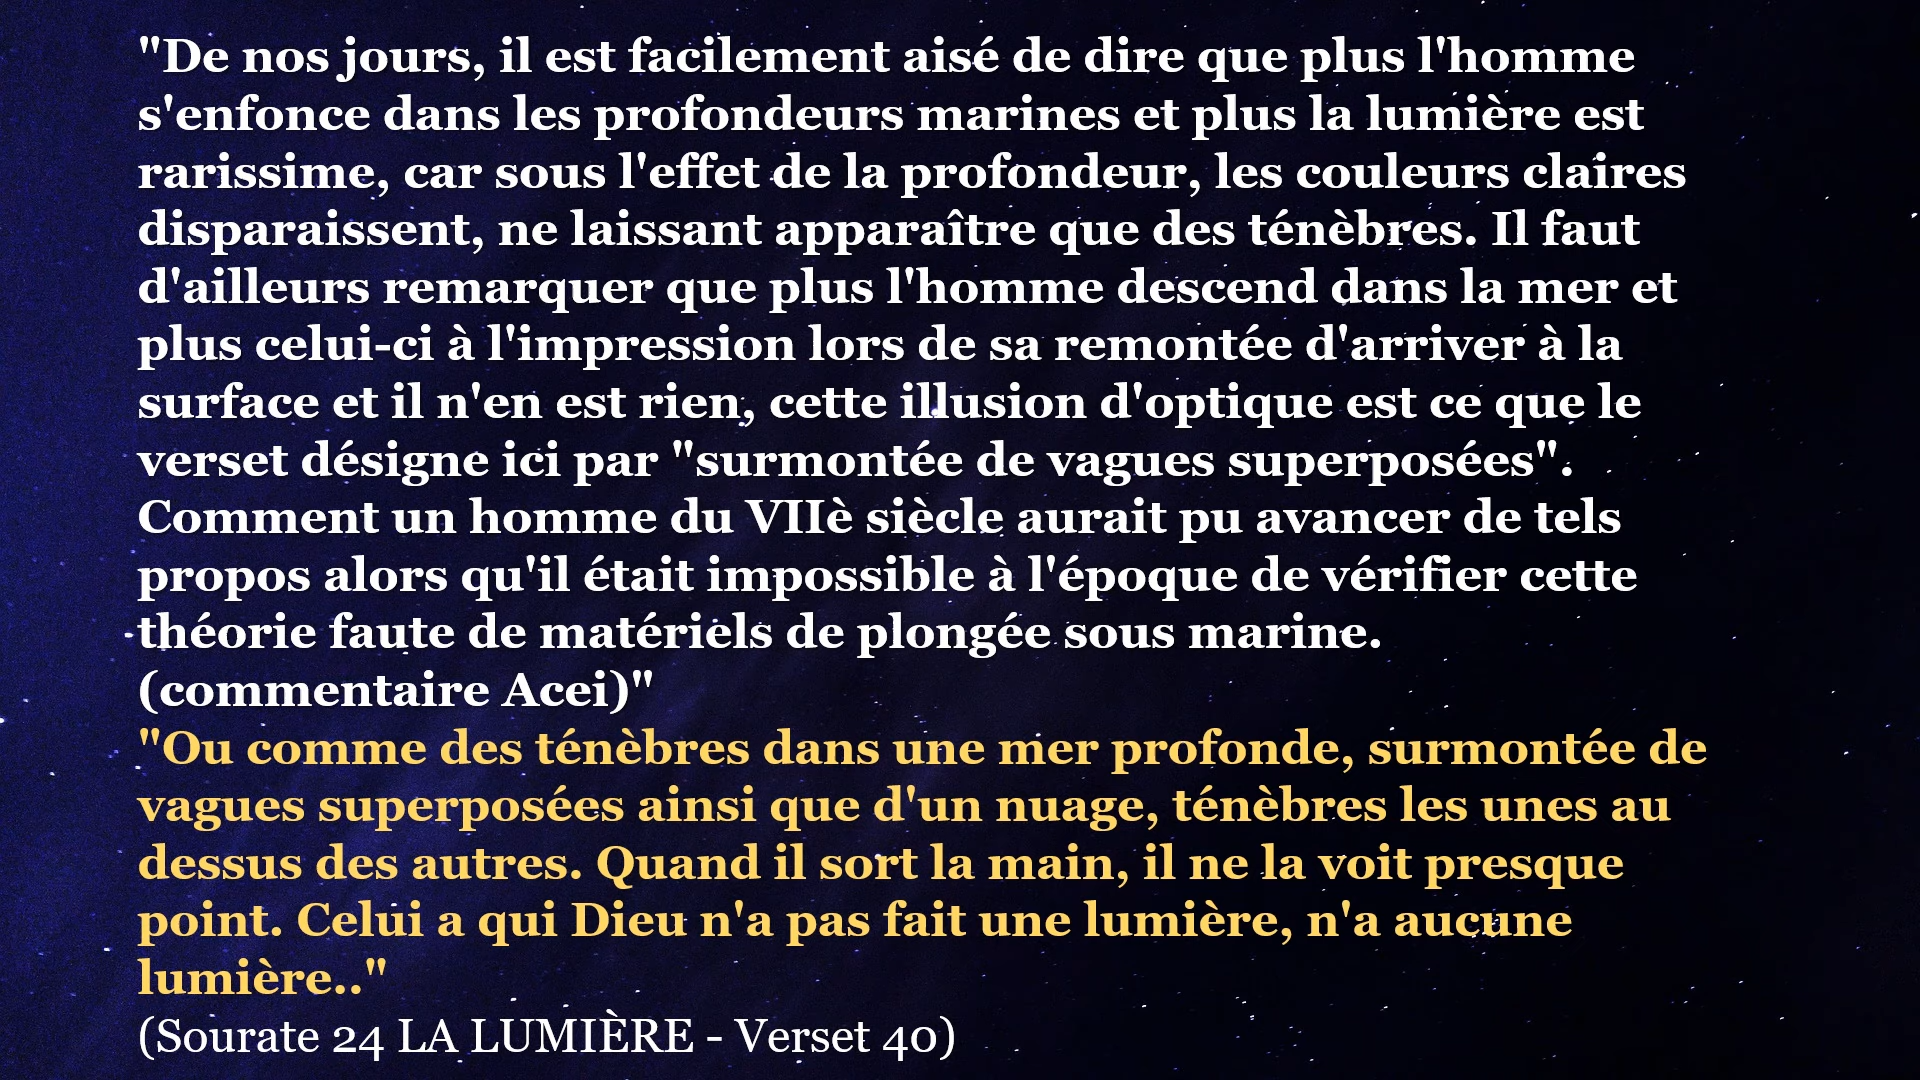 "De nos jours, il est facilement aisé de dire que plus l'homme
s'enfonce dans les profondeurs marines et plus la lumière est
rarissime, car sous l'effet de la profondeur, les couleurs claires
disparaissent, ne laissant apparaître que des ténèbres. Il faut
d'ailleurs remarquer que plus l'homme descend dans la mer et
plus celui-ci à l'impression lors de sa remontée d'arriver à la
surface et il n'en est rien, cette illusion d'optique est ce que le
verset désigne ici par "surmontée de vagues superposées".
Comment un homme du VIIè siècle aurait pu avancer de tels
propos alors qu'il était impossible à l'époque de vérifier cette
théorie faute de matériels de plongée sous marine.
(commentaire Acei)"
"Ou comme des ténèbres dans une mer profonde, surmontée de
vagues superposées ainsi que d'un nuage, ténèbres les unes au
dessus des autres. Quand il sort la main, il ne la voit presque
point. Celui a qui Dieu n'a pas fait une lumière, n'a aucune
lumière.."
(Sourate 24 LA LUMIÈRE - Verset 40)